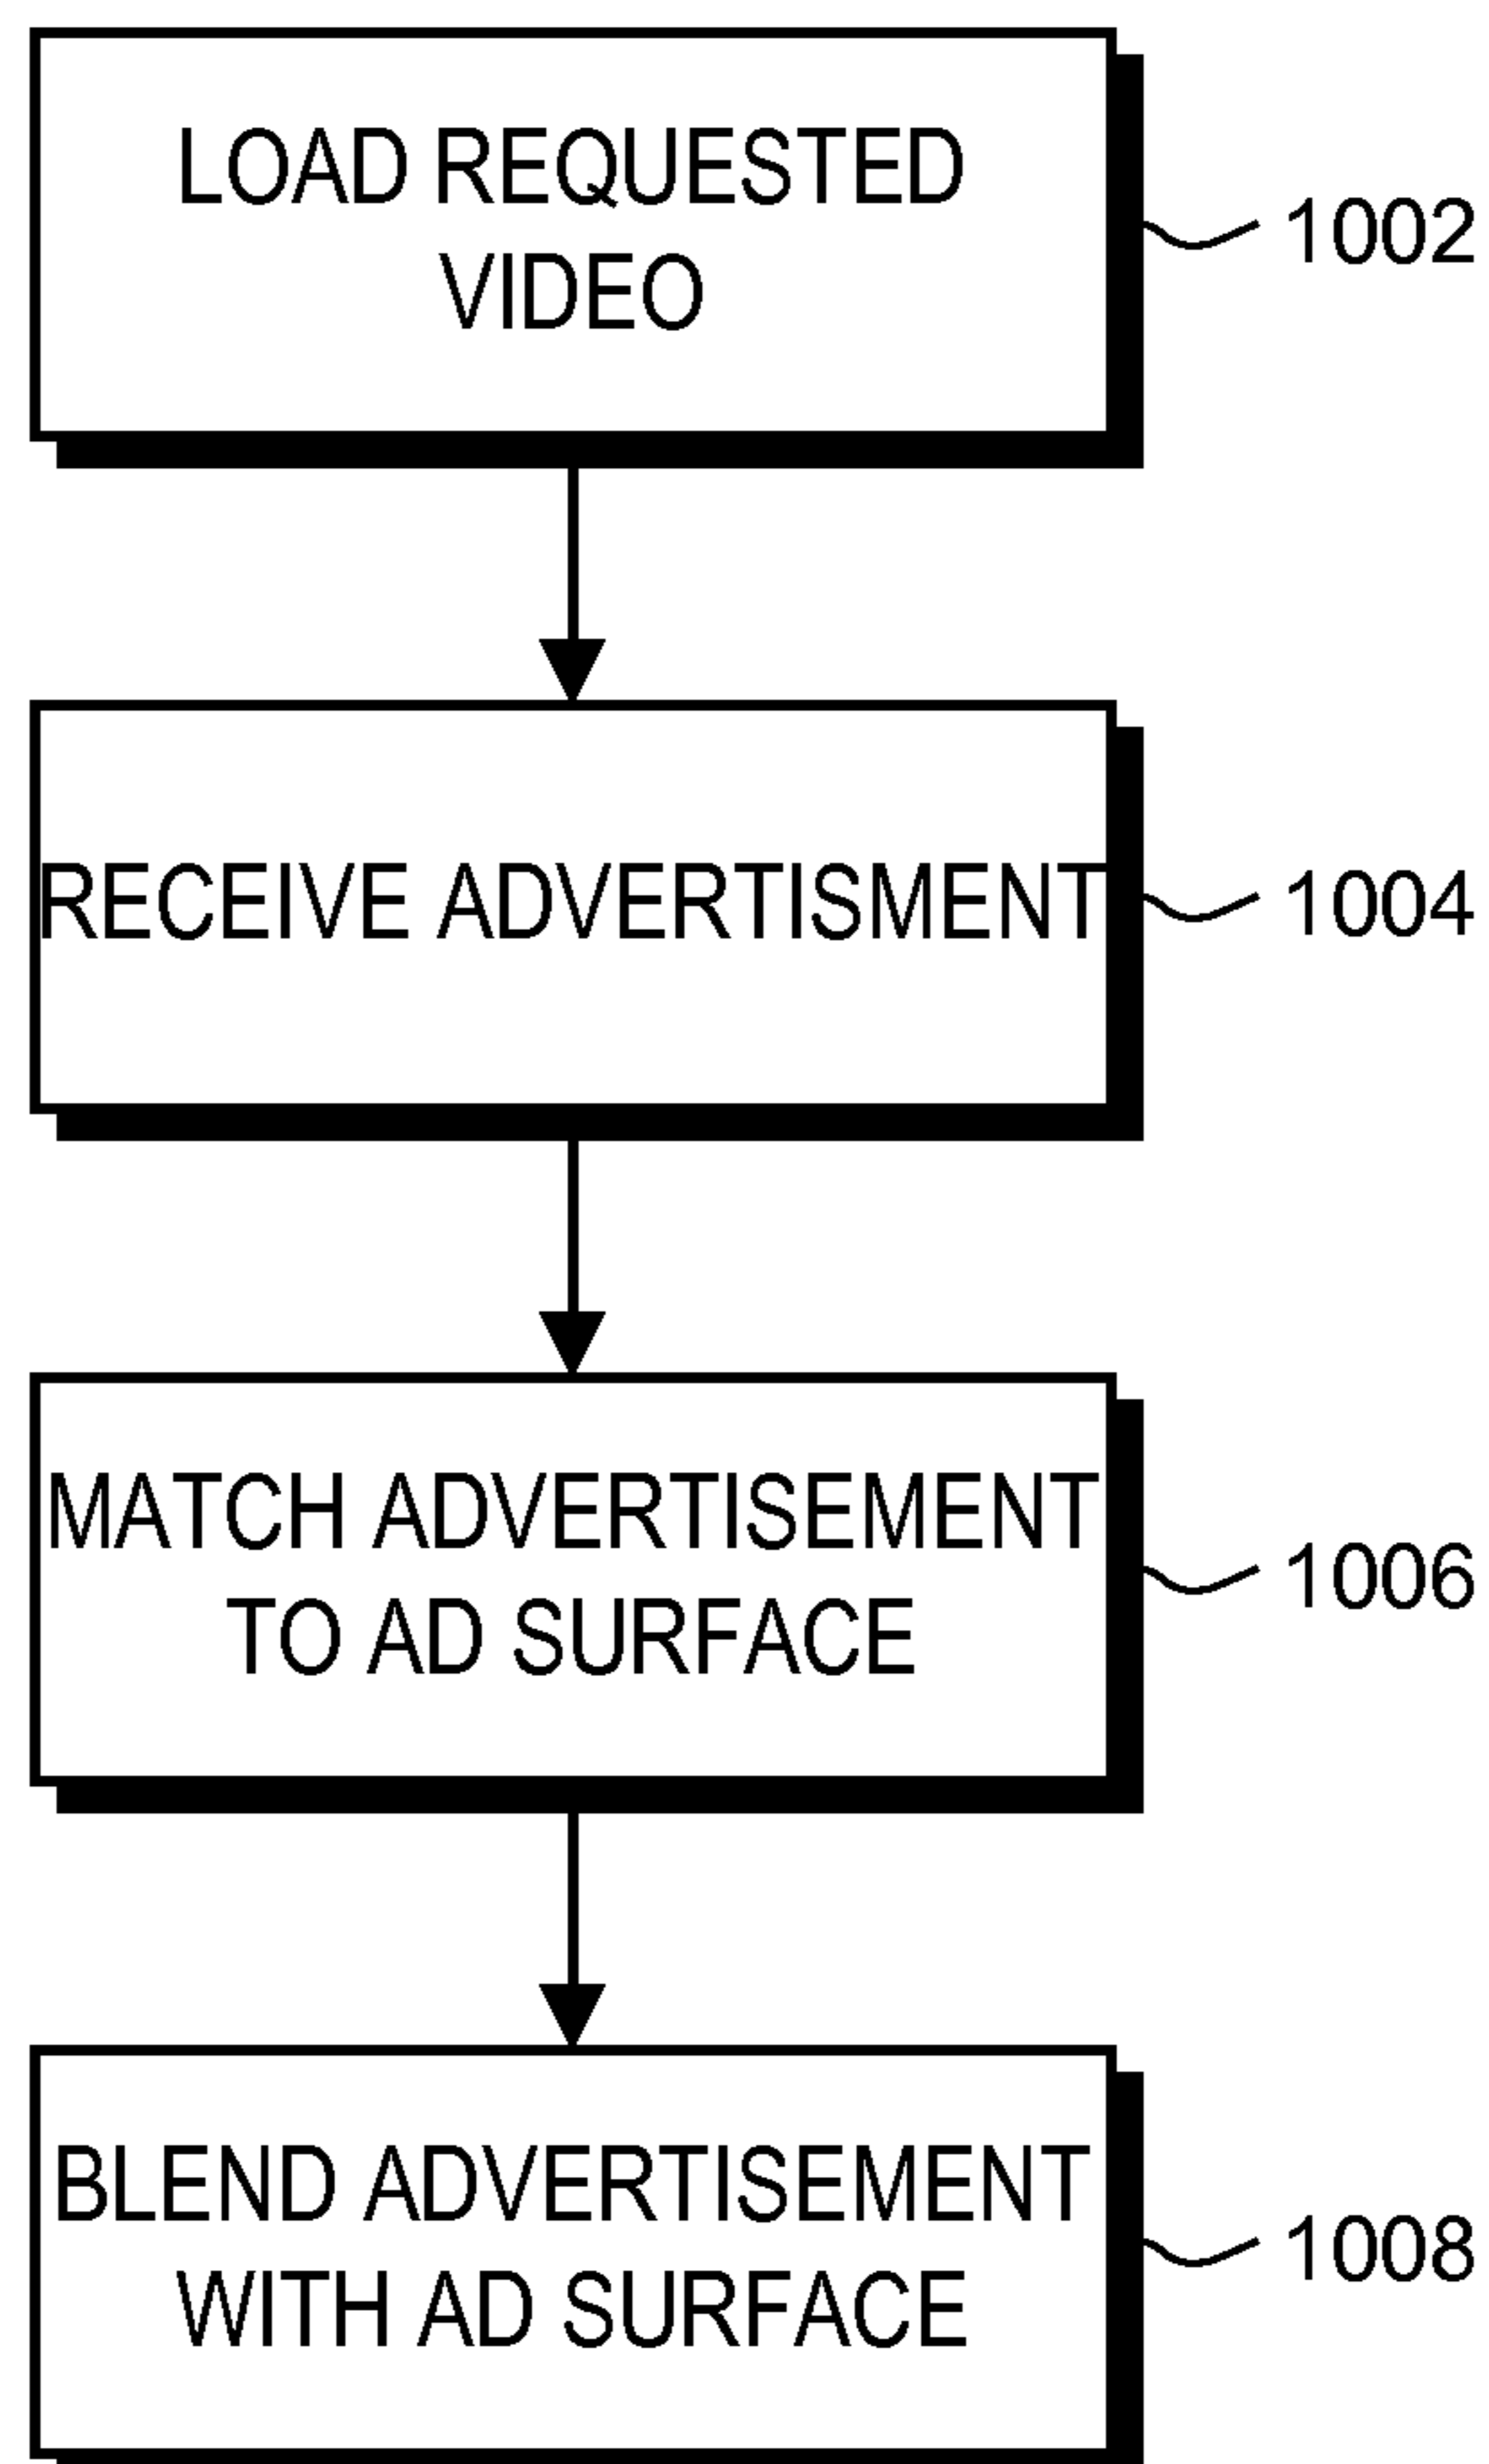 LOAD REQUESTED
VIDEO
1002
RECEIVE ADVERTISMENT
1004
MATCH ADVERTISEMENT
TO AD SURFACE
1006
BLEND ADVERTISEMENT
WITH AD SURFACE
1008